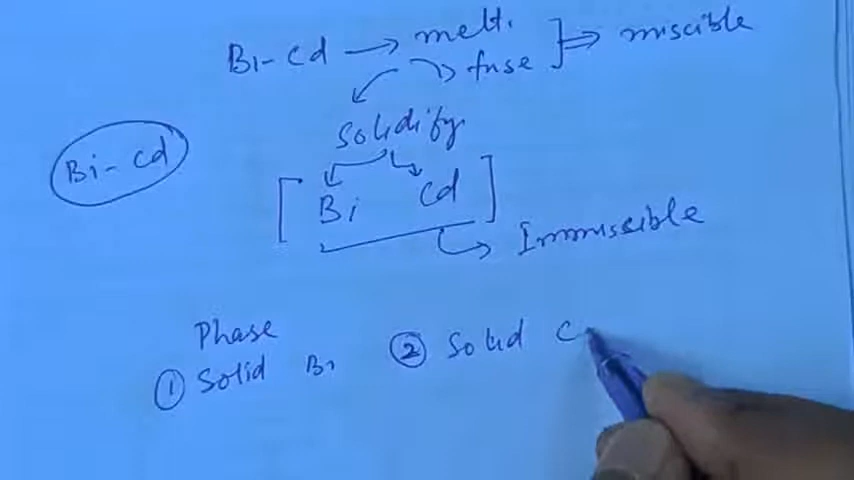 Bi-Cd → melt. ⇒ miscible
→ fuse
Solidify
Bi-Cd
[ Bi Cd ]
Immiscible
Phase
① Solid Bi ② Solid C